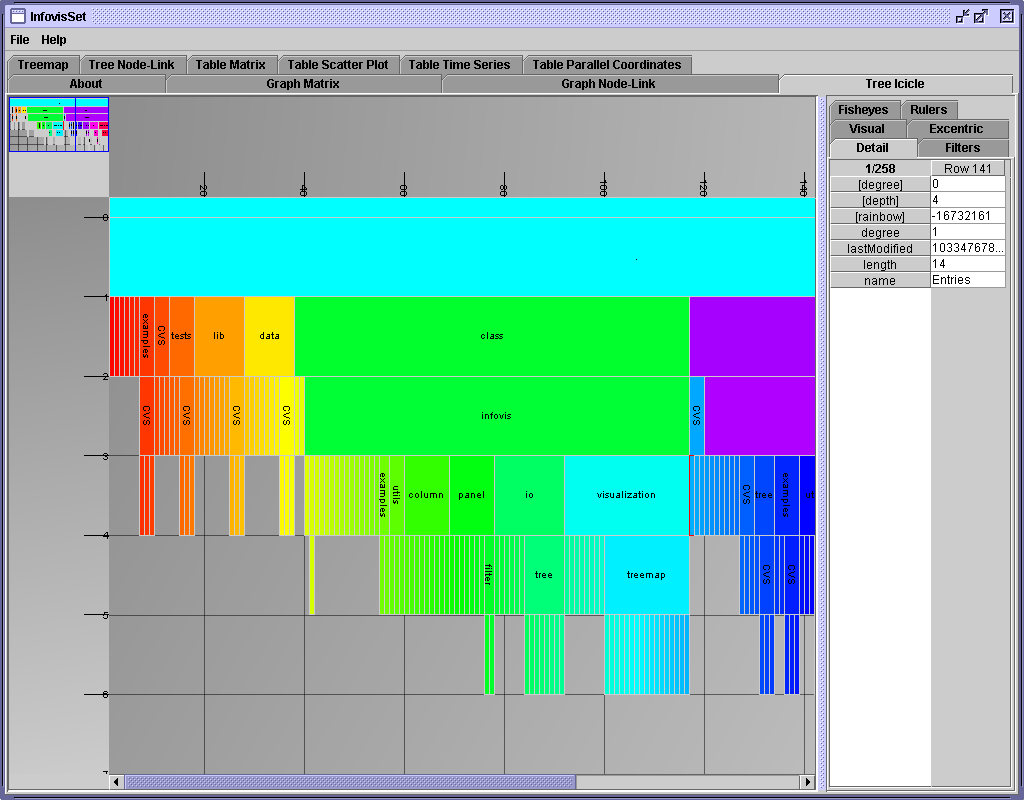 InfovisSet
File Help
Treemap Tree Node-Link Table Matrix Table Scatter Plot Table Time Series Table Parallel Coordinates
About Graph Matrix Graph Node-Link Tree Icicle
Fisheyes Rulers
Visual Excentric
Detail Filters
1/258 Row 141
[degree] 0
[depth] 4
[rainbow] -16732161
degree 1
lastModified 103347678...
length 14
name Entries
20 40 60 80 100 120 140
0
1
examples CVS tests lib data class
2
CVS CVS CVS CVS infovis CVS
3
examples utils column panel io visualization CVS tree examples ut
4
filter tree treemap CVS CVS
5
6
7